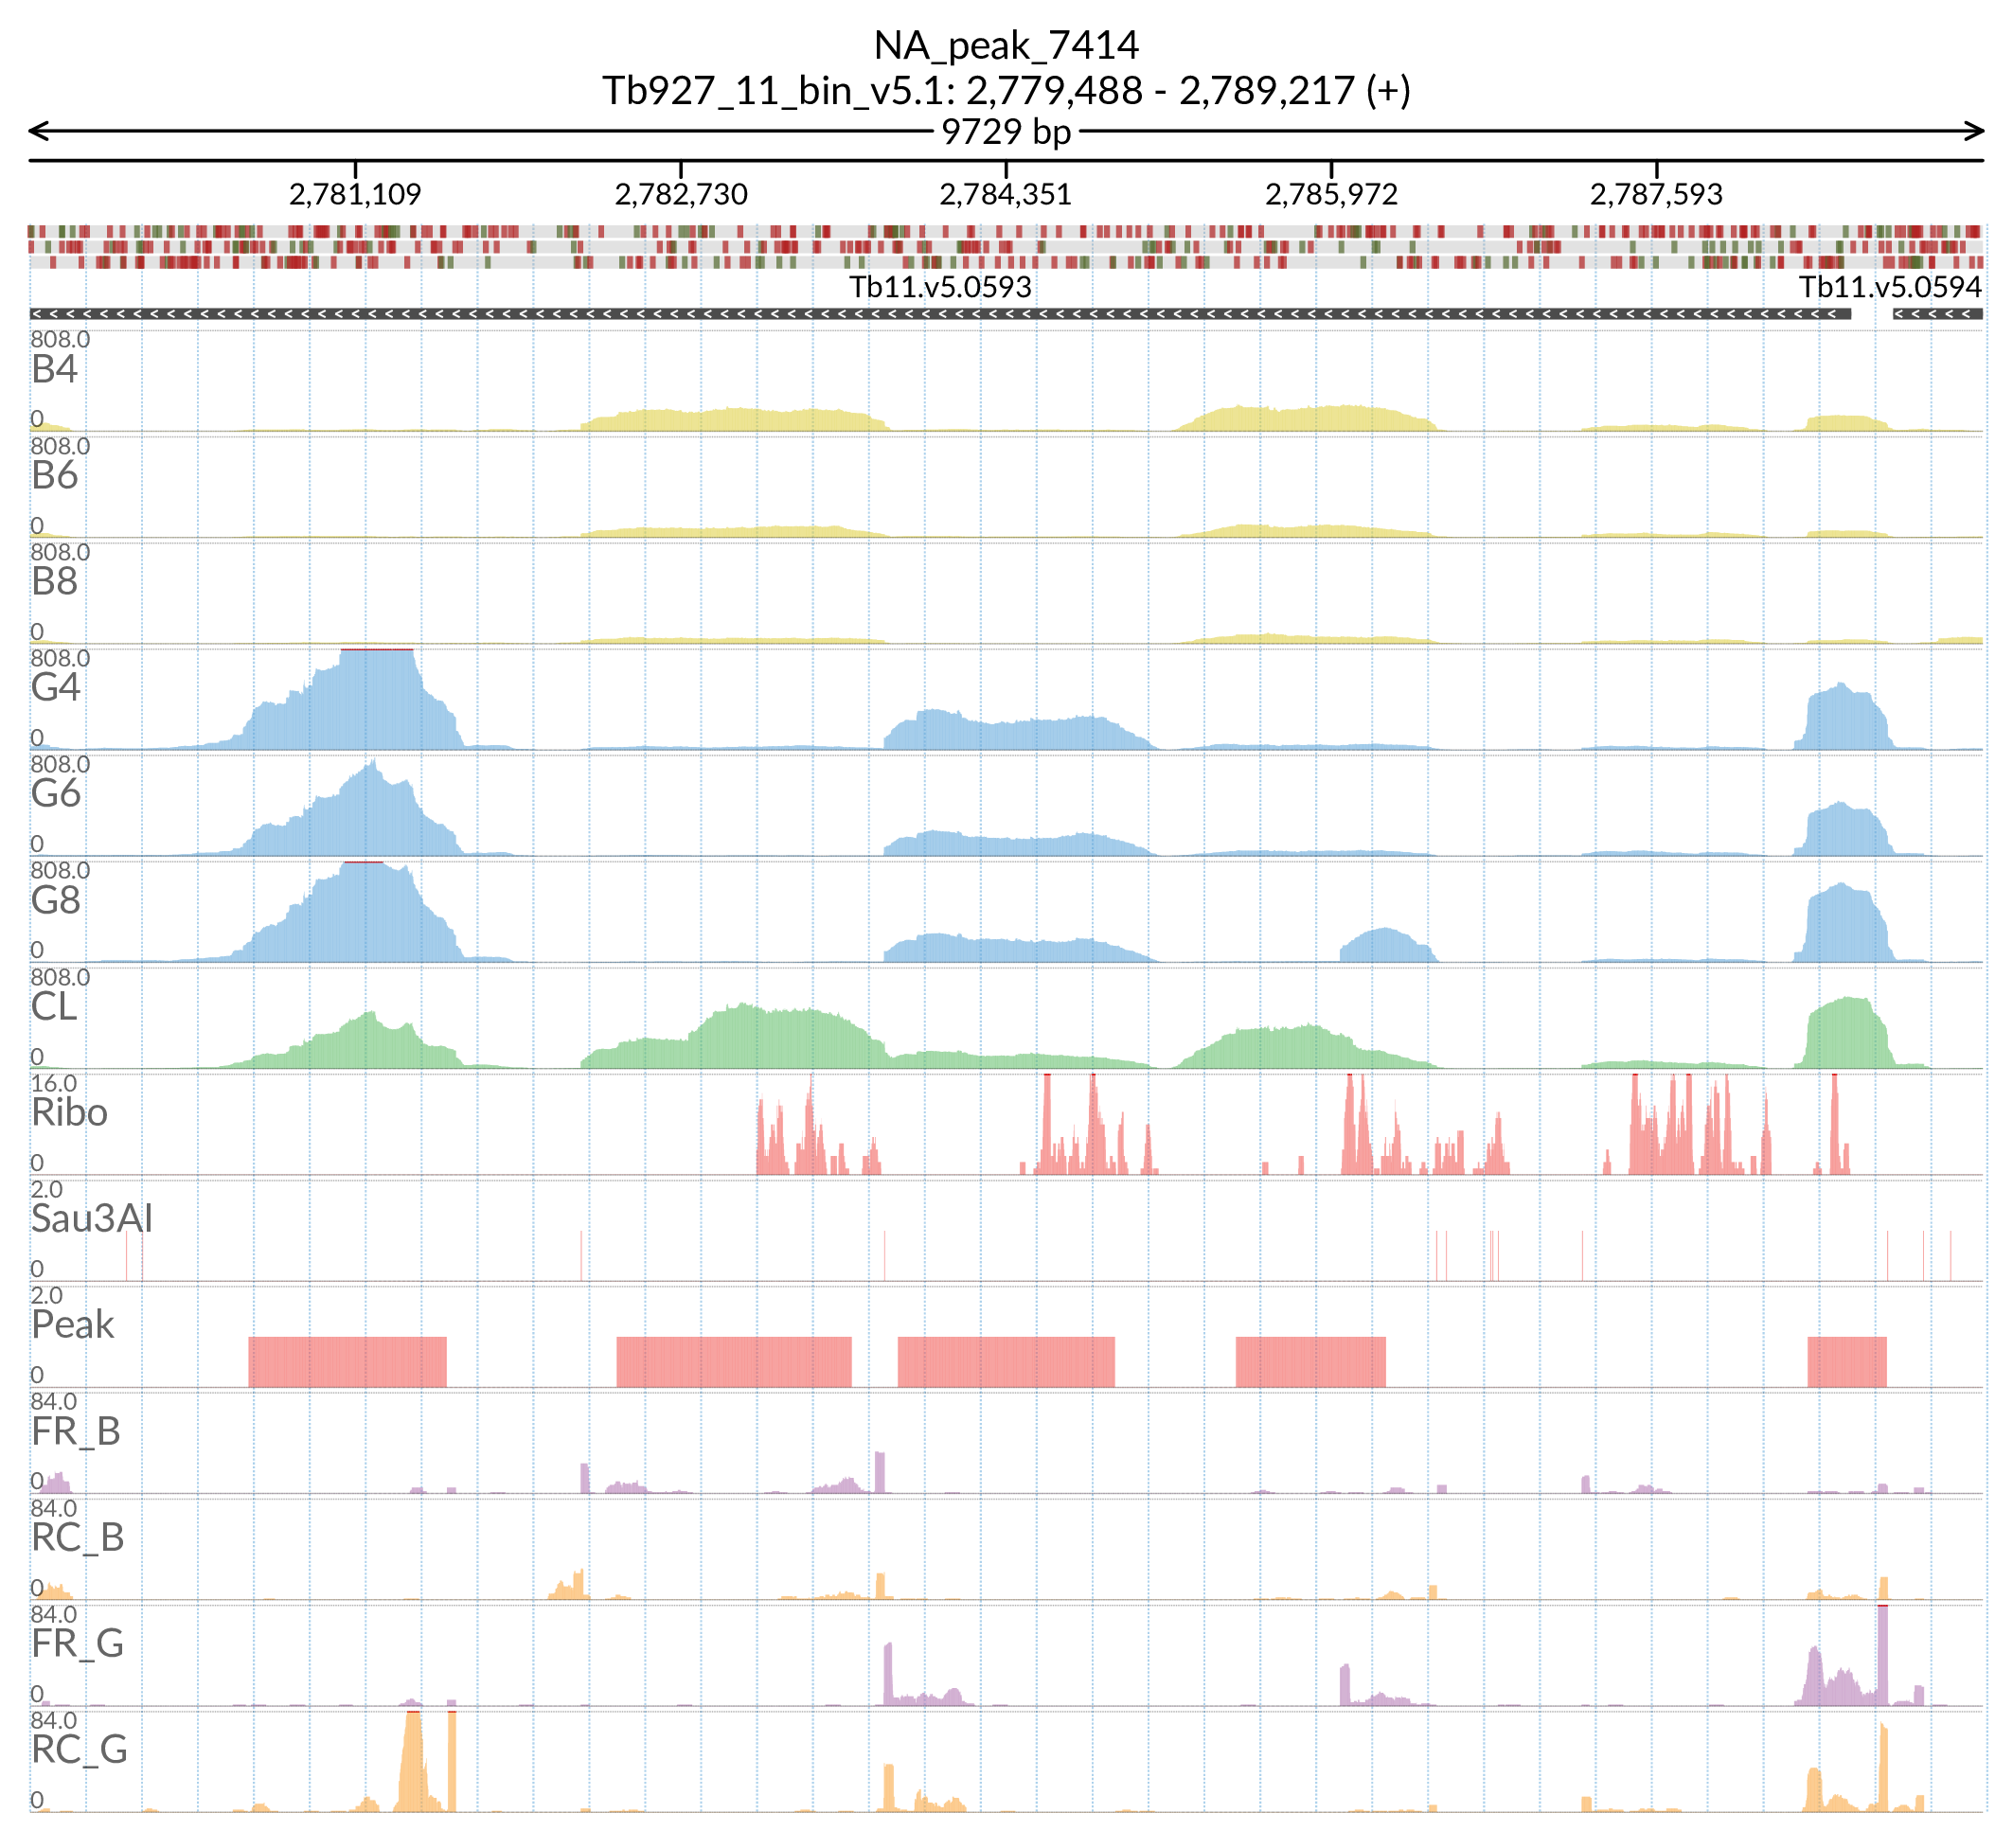 NA_peak_7414
Tb927_11_bin_v5.1: 2,779,488 - 2,789,217 (+)
9729 bp
2,781,109 2,782,730 2,784,351 2,785,972 2,787,593
Tb11.v5.0593 Tb11.v5.0594
808.0
B4
0
808.0
B6
0
808.0
B8
0
808.0
G4
0
808.0
G6
0
808.0
G8
0
808.0
CL
0
16.0
Ribo
0
2.0
Sau3AI
0
2.0
Peak
0
84.0
FR_B
0
84.0
RC_B
0
84.0
FR_G
0
84.0
RC_G
0